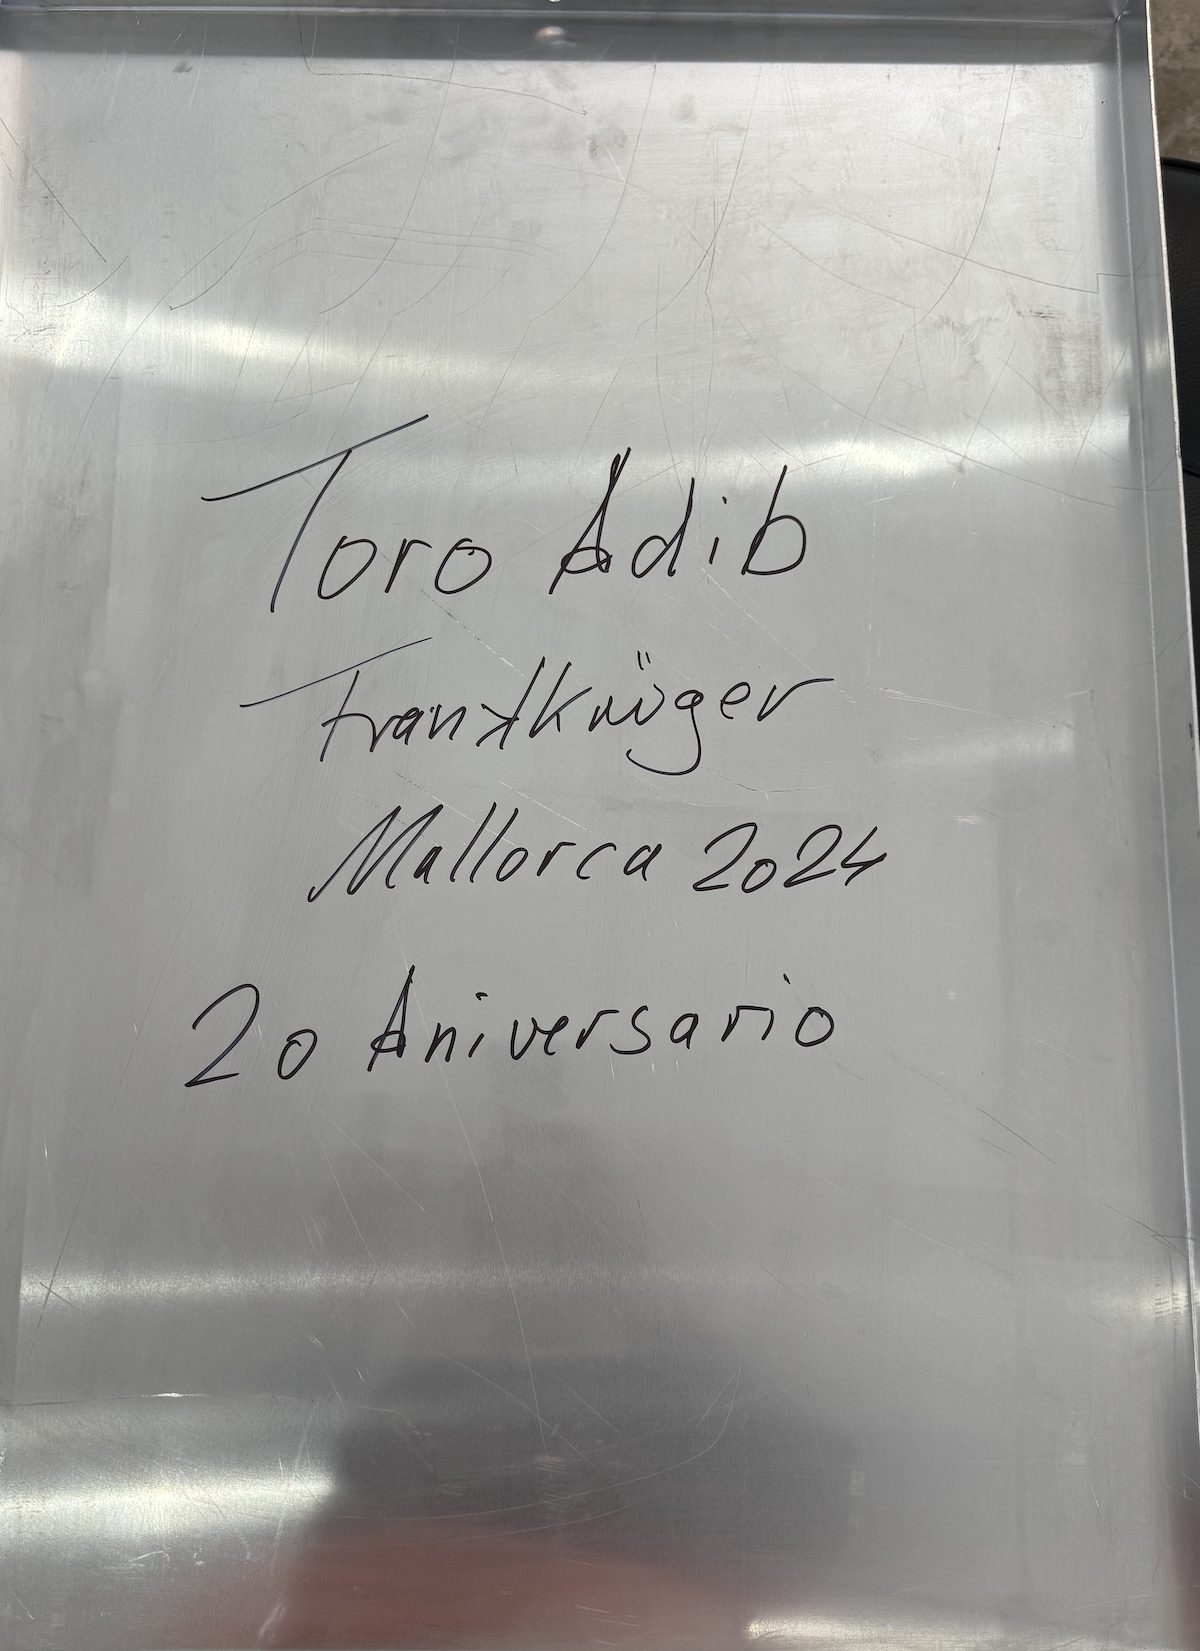 Toro Adib
Frankkrüger
Mallorca 2024
20 Aniversario